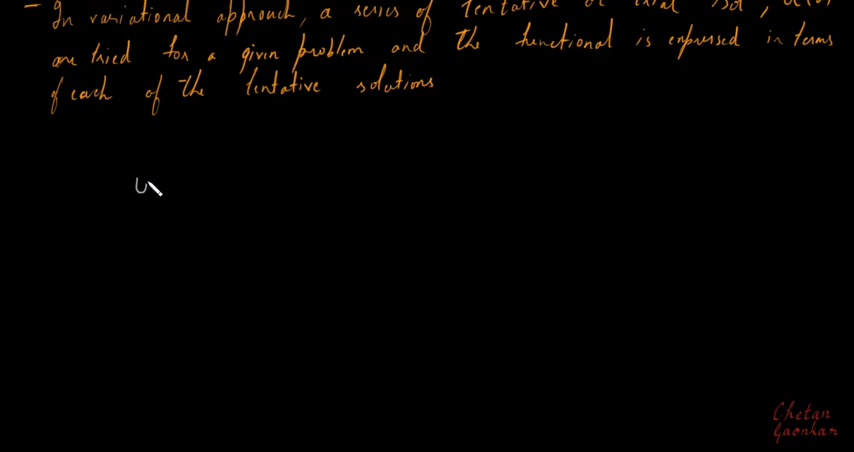 - In variational approach, a series of tentative or trial sol,
are tried for a given problem and the functional is expressed in terms
of each of the tentative solutions
U
Chetan
Gaonkar